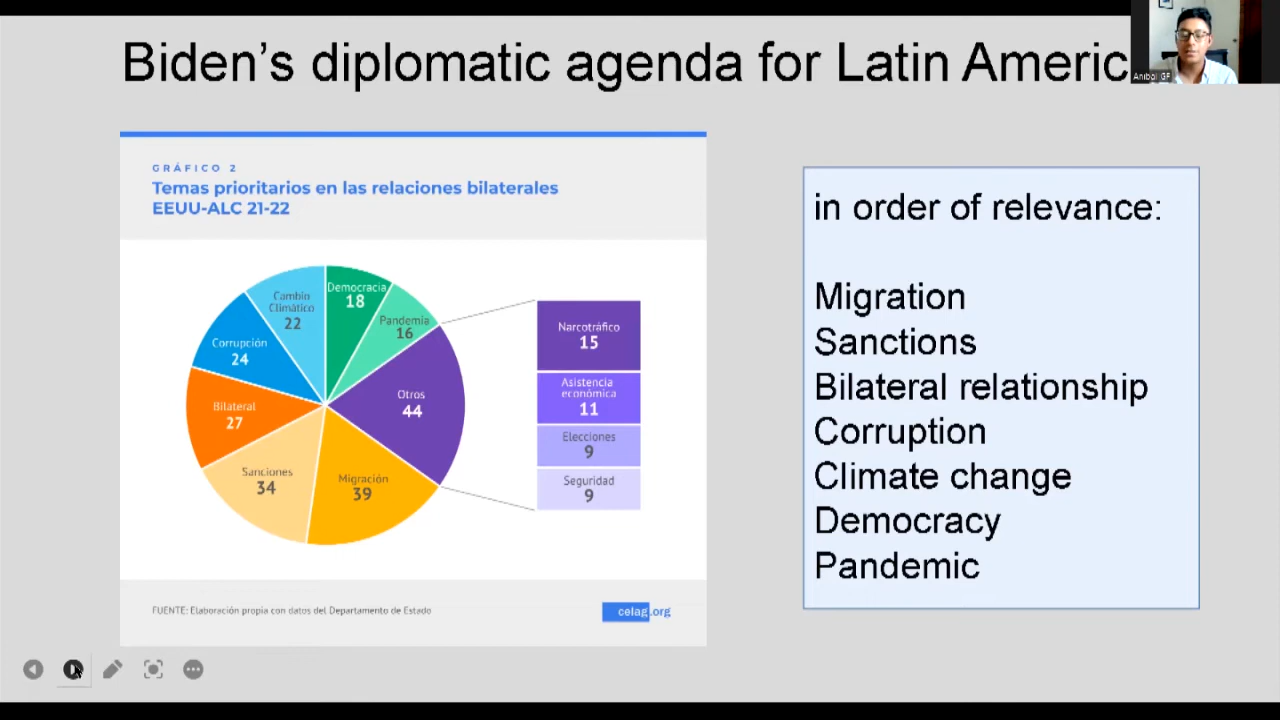 Biden’s diplomatic agenda for Latin Americ
Anibal GF
GRÁFICO 2
Temas prioritarios en las relaciones bilaterales
EEUU-ALC 21-22
Democracia
18
Pandemia
16
Otros
44
Migración
39
Sanciones
34
Bilateral
27
Corrupción
24
Cambio
Climático
22
Narcotráfico
15
Asistencia
económica
11
Elecciones
9
Seguridad
9
FUENTE: Elaboración propia con datos del Departamento de Estado
celag.org
in order of relevance:
Migration
Sanctions
Bilateral relationship
Corruption
Climate change
Democracy
Pandemic